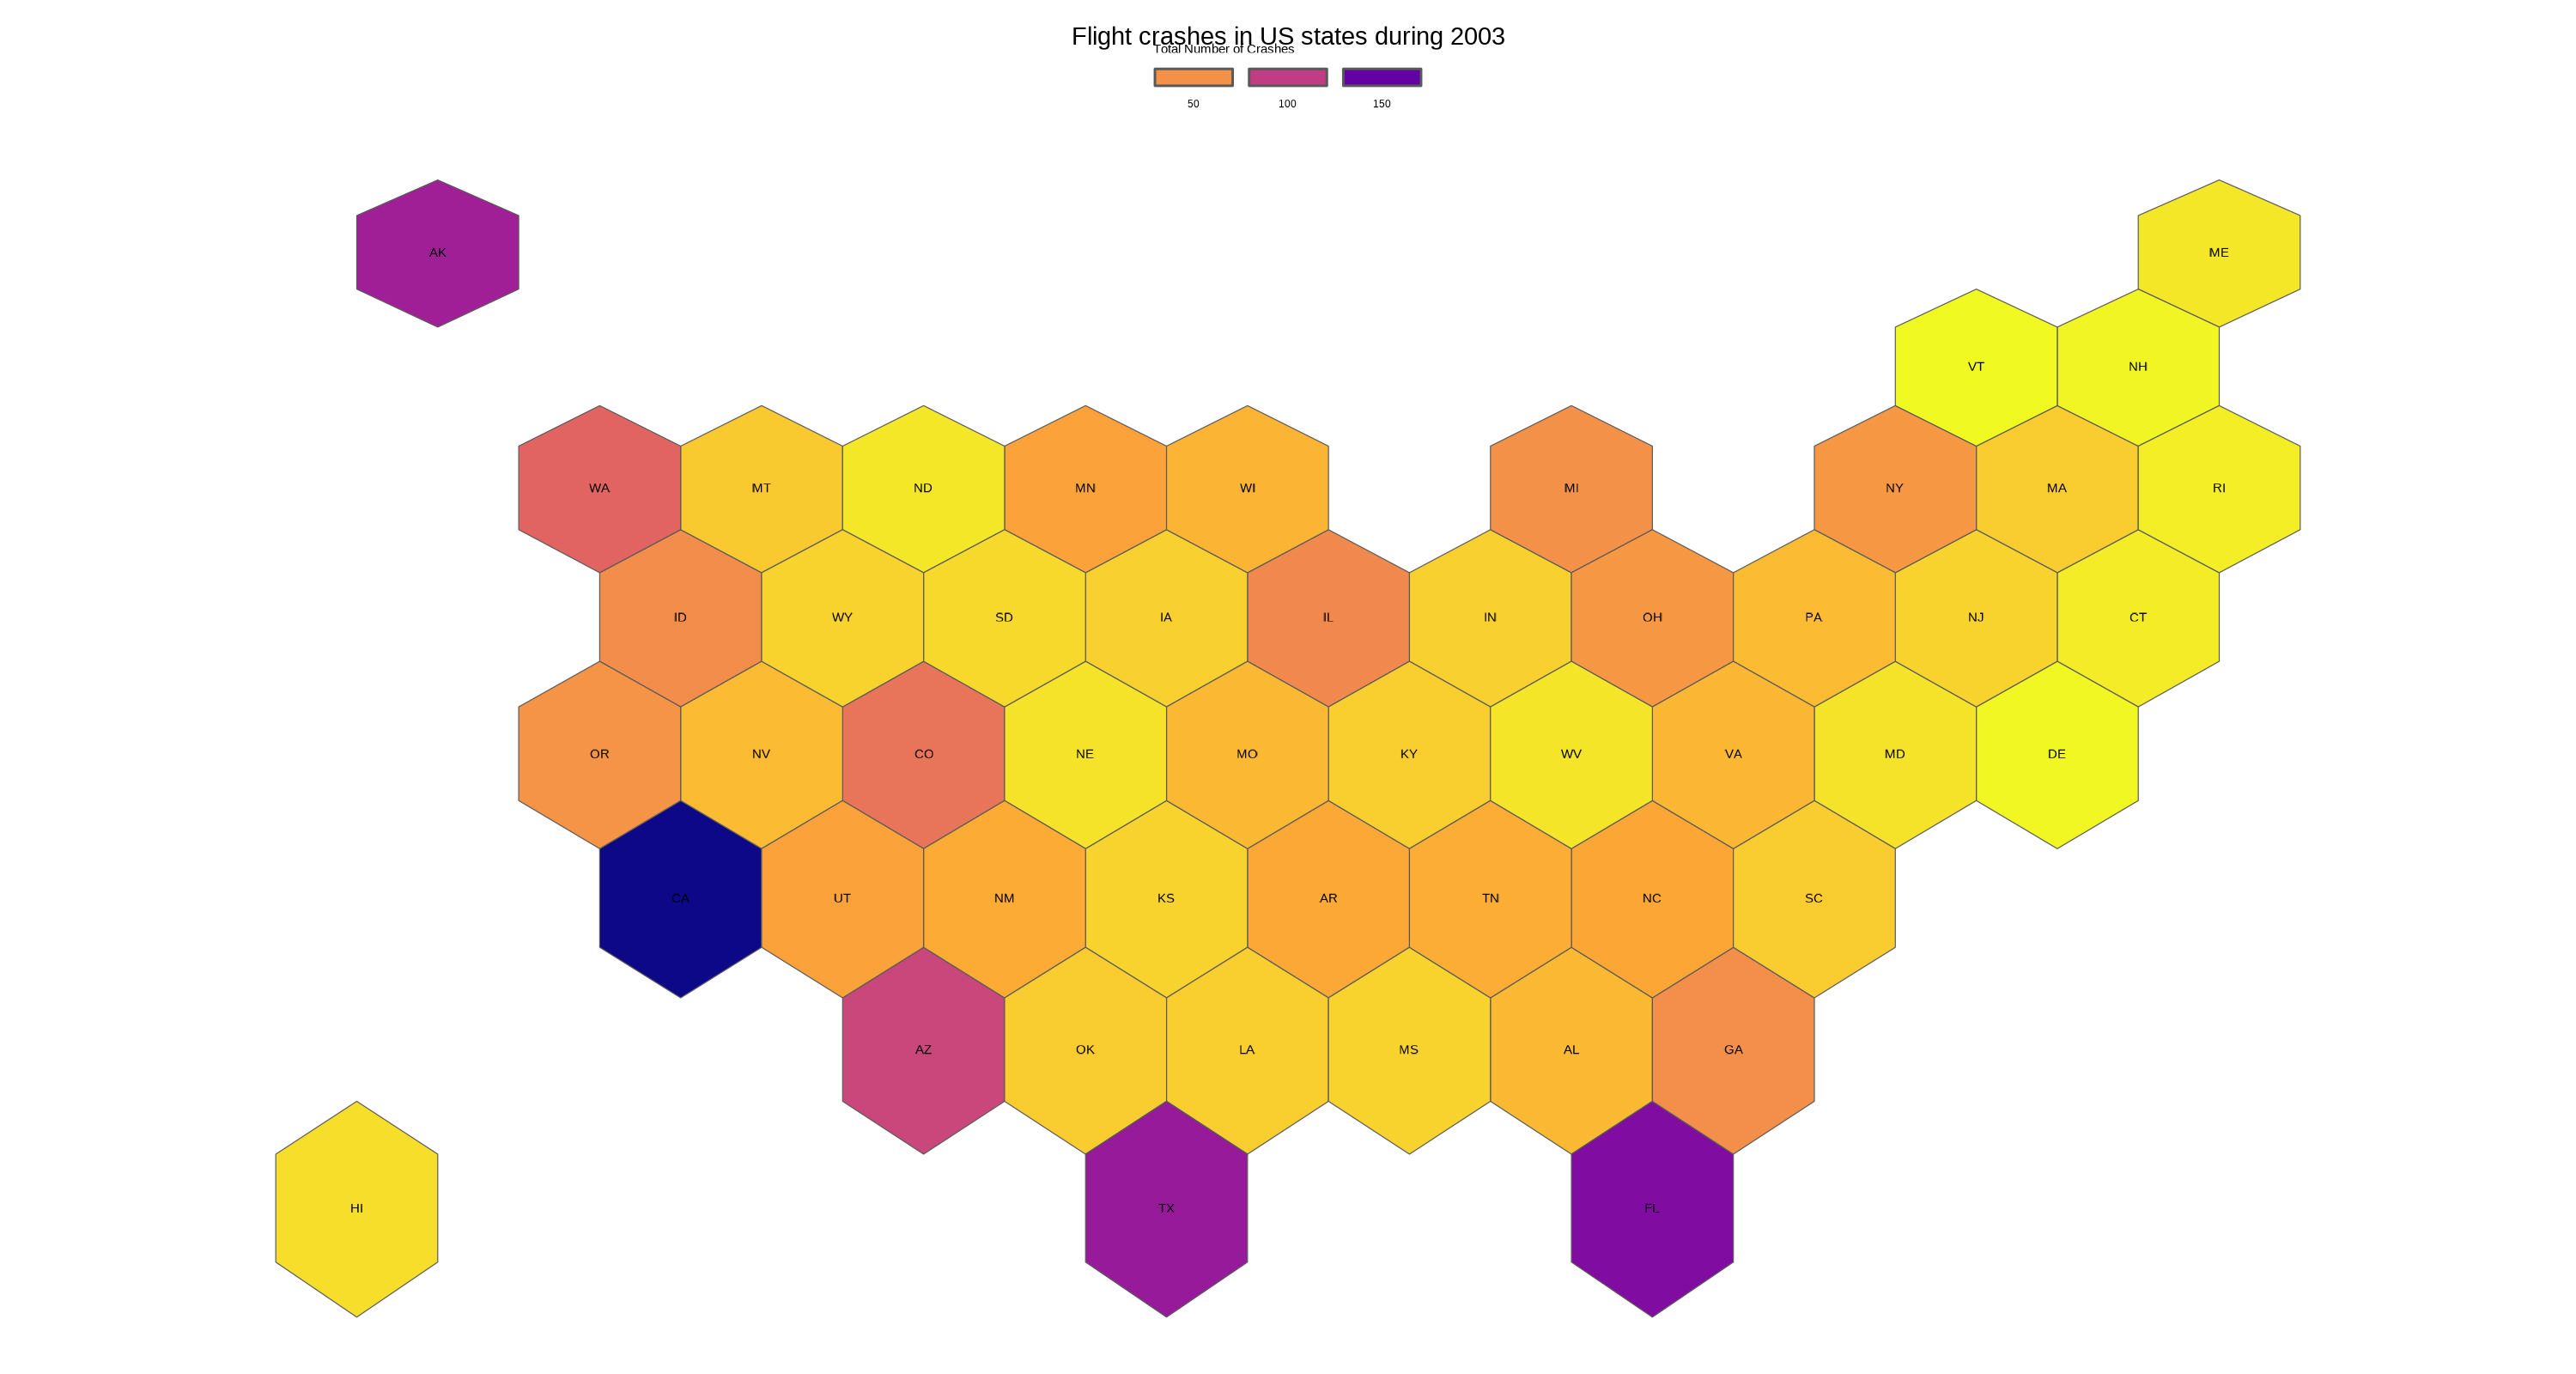 Flight crashes in US states during 2003
Total Number of Crashes
50 100 150
AK ME
VT NH
WA MT ND MN WI MI NY MA RI
ID WY SD IA IL IN OH PA NJ CT
OR NV CO NE MO KY WV VA MD DE
CA UT NM KS AR TN NC SC
AZ OK LA MS AL GA
HI TX FL